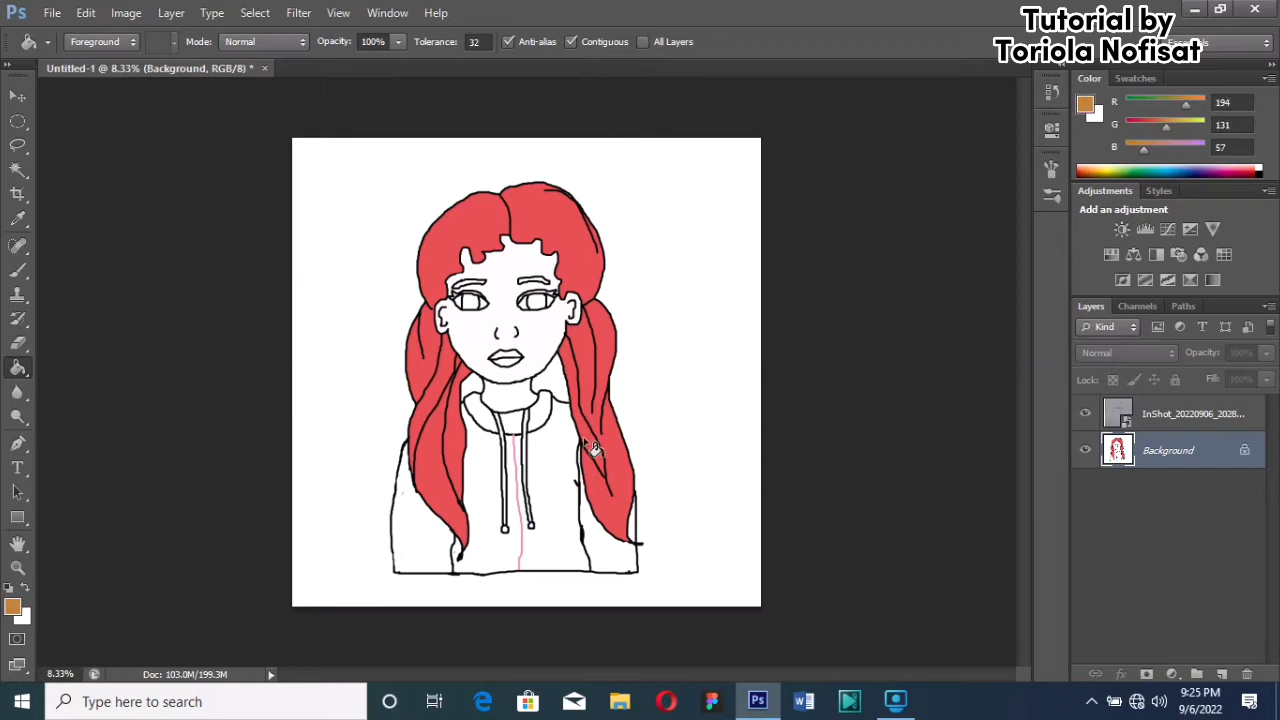 Ps File Edit Image Layer Type Select Filter View Window Help
Tutorial by
Toriola Nofisat
Foreground Mode: Normal Opacity: 100% Tolerance: 32 Anti-alias Contiguous All Layers
Untitled-1 @ 8.33% (Background, RGB/8) * ×
Color Swatches
R 194
G 131
B 57
Adjustments Styles
Add an adjustment
Layers Channels Paths
Kind
Normal Opacity: 100%
Lock: Fill: 100%
InShot_20220906_2028...
Background
8.33% Doc: 103.0M/199.3M
Type here to search
9:25 PM
9/6/2022